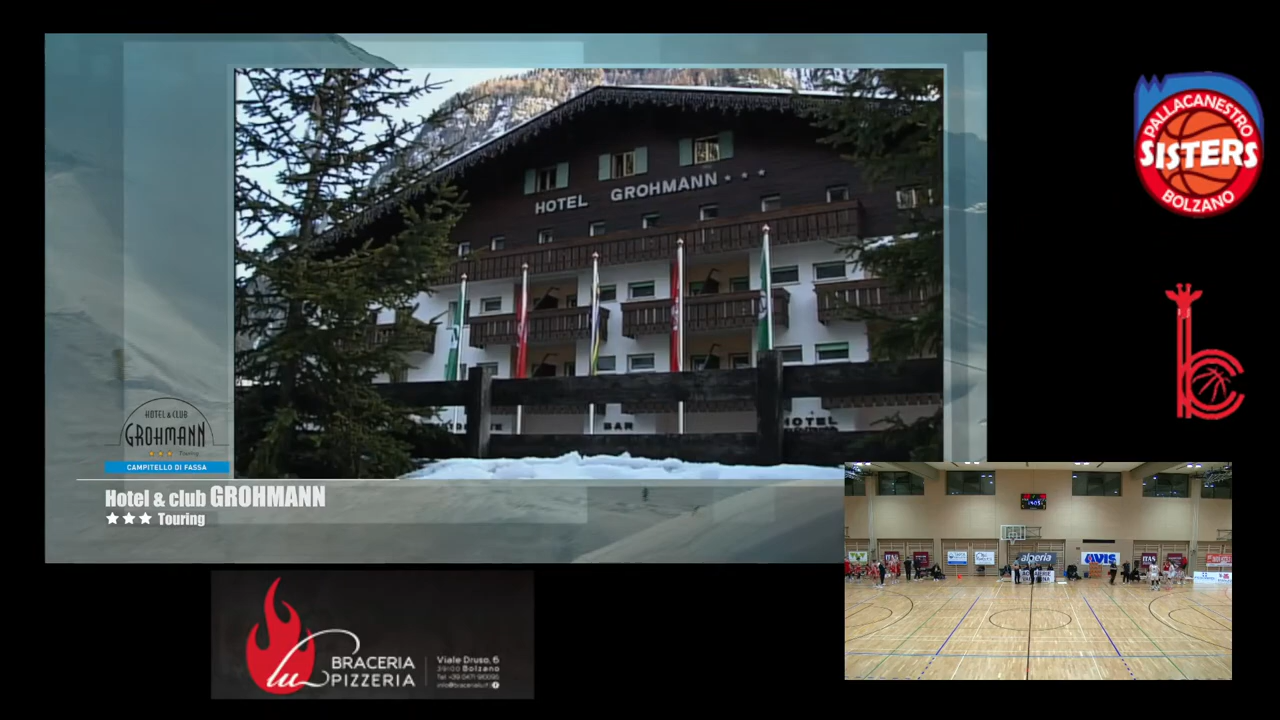 HOTEL GROHMANN ***
BAR
HOTEL
HOTEL & CLUB
GROHMANN
Touring
CAMPITELLO DI FASSA
Hotel & club GROHMANN
Touring
PALLACANESTRO
SISTERS
BOLZANO
alperia
AVIS
ITAS
lu BRACERIA
PIZZERIA
Viale Druso, 6
39100 Bolzano